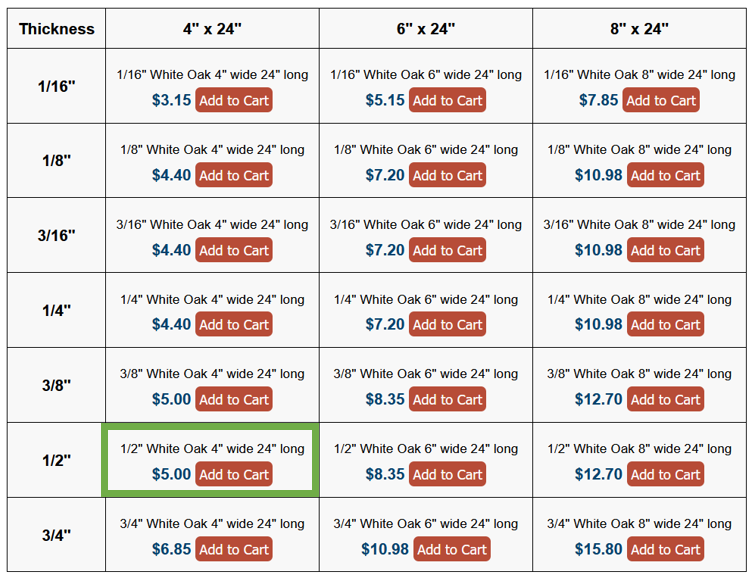 Thickness 4" x 24" 6" x 24" 8" x 24"
1/16" White Oak 4" wide 24" long 1/16" White Oak 6" wide 24" long 1/16" White Oak 8" wide 24" long
1/16"
$3.15 Add to Cart $5.15 Add to Cart $7.85 Add to Cart
1/8" White Oak 4" wide 24" long 1/8" White Oak 6" wide 24" long 1/8" White Oak 8" wide 24" long
1/8"
$4.40 Add to Cart $7.20 Add to Cart $10.98 Add to Cart
3/16" White Oak 4" wide 24" long 3/16" White Oak 6" wide 24" long 3/16" White Oak 8" wide 24" long
3/16"
$4.40 Add to Cart $7.20 Add to Cart $10.98 Add to Cart
1/4" White Oak 4" wide 24" long 1/4" White Oak 6" wide 24" long 1/4" White Oak 8" wide 24" long
1/4"
$4.40 Add to Cart $7.20 Add to Cart $10.98 Add to Cart
3/8" White Oak 4" wide 24" long 3/8" White Oak 6" wide 24" long 3/8" White Oak 8" wide 24" long
3/8"
$5.00 Add to Cart $8.35 Add to Cart $12.70 Add to Cart
1/2" White Oak 4" wide 24" long 1/2" White Oak 6" wide 24" long 1/2" White Oak 8" wide 24" long
1/2"
$5.00 Add to Cart $8.35 Add to Cart $12.70 Add to Cart
3/4" White Oak 4" wide 24" long 3/4" White Oak 6" wide 24" long 3/4" White Oak 8" wide 24" long
3/4"
$6.85 Add to Cart $10.98 Add to Cart $15.80 Add to Cart